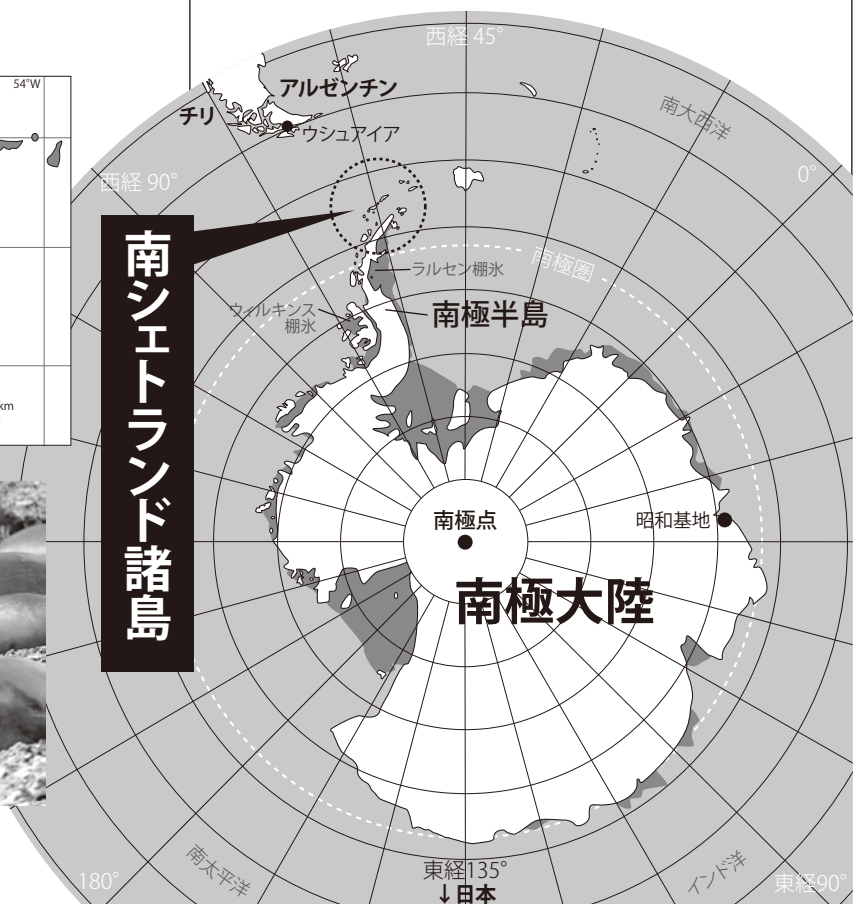 西経 45°
54°W
アルゼンチン
チリ
ウシュアイア
南大西洋
西経 90°
0°
南シェトランド諸島
南極圏
ラルセン棚氷
ウィルキンス
棚氷
南極半島
km
南極点
昭和基地
南極大陸
180°
南太平洋
東経135°
↓日本
インド洋
東経90°